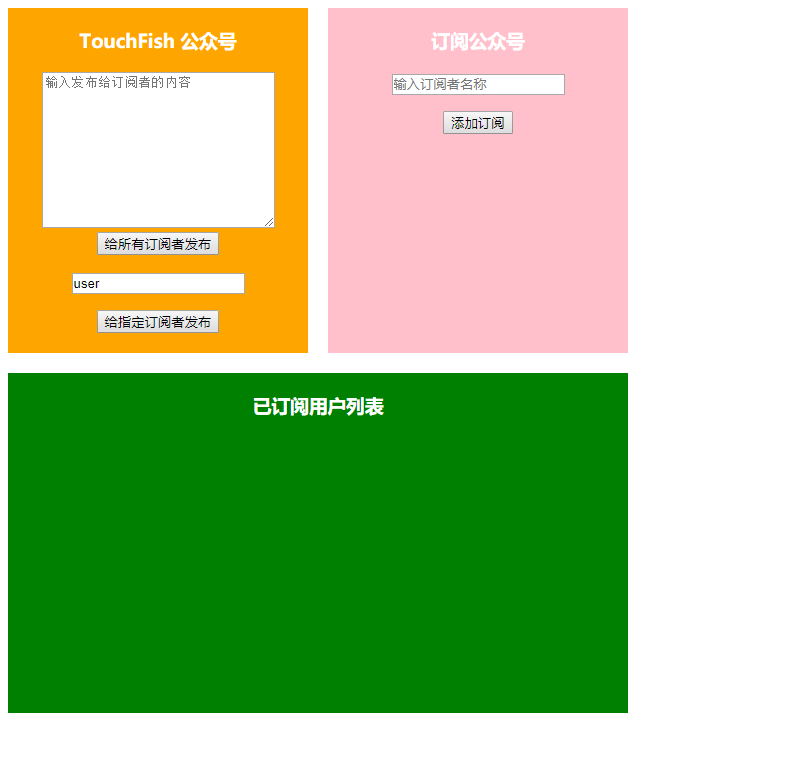 TouchFish 公众号
输入发布给订阅者的内容
给所有订阅者发布
user
给指定订阅者发布
订阅公众号
输入订阅者名称
添加订阅
已订阅用户列表